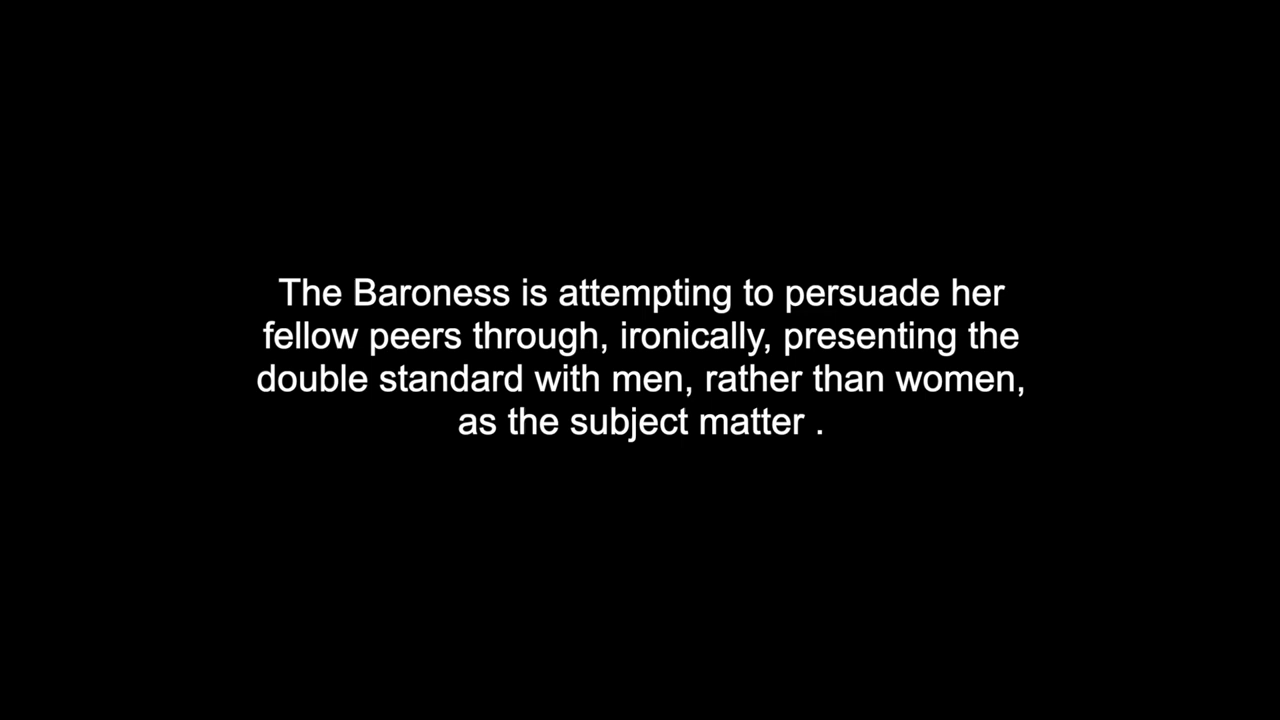 The Baroness is attempting to persuade her
fellow peers through, ironically, presenting the
double standard with men, rather than women,
as the subject matter .